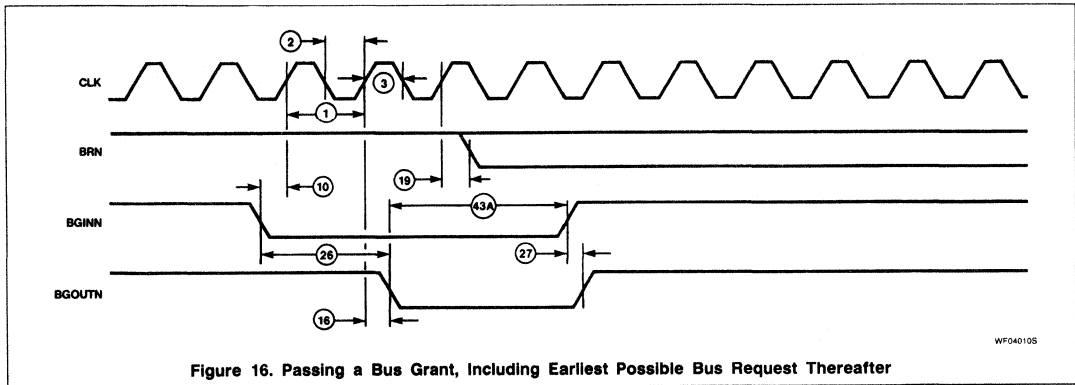 2
CLK
3
1
BRN
19
10
43A
BGINN
26
27
BGOUTN
16
WF04010S
Figure 16. Passing a Bus Grant, Including Earliest Possible Bus Request Thereafter